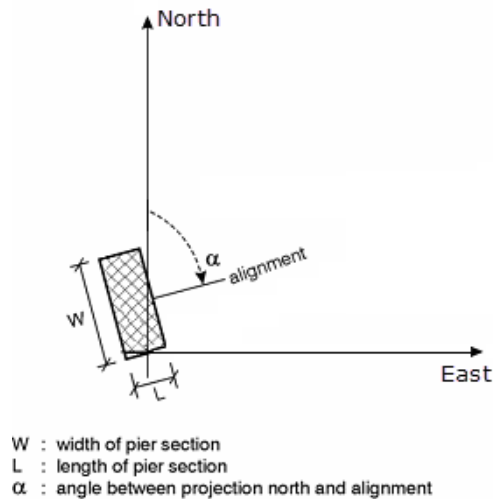 North
α
alignment
W
East
L
W : width of pier section
L : length of pier section
α : angle between projection north and alignment